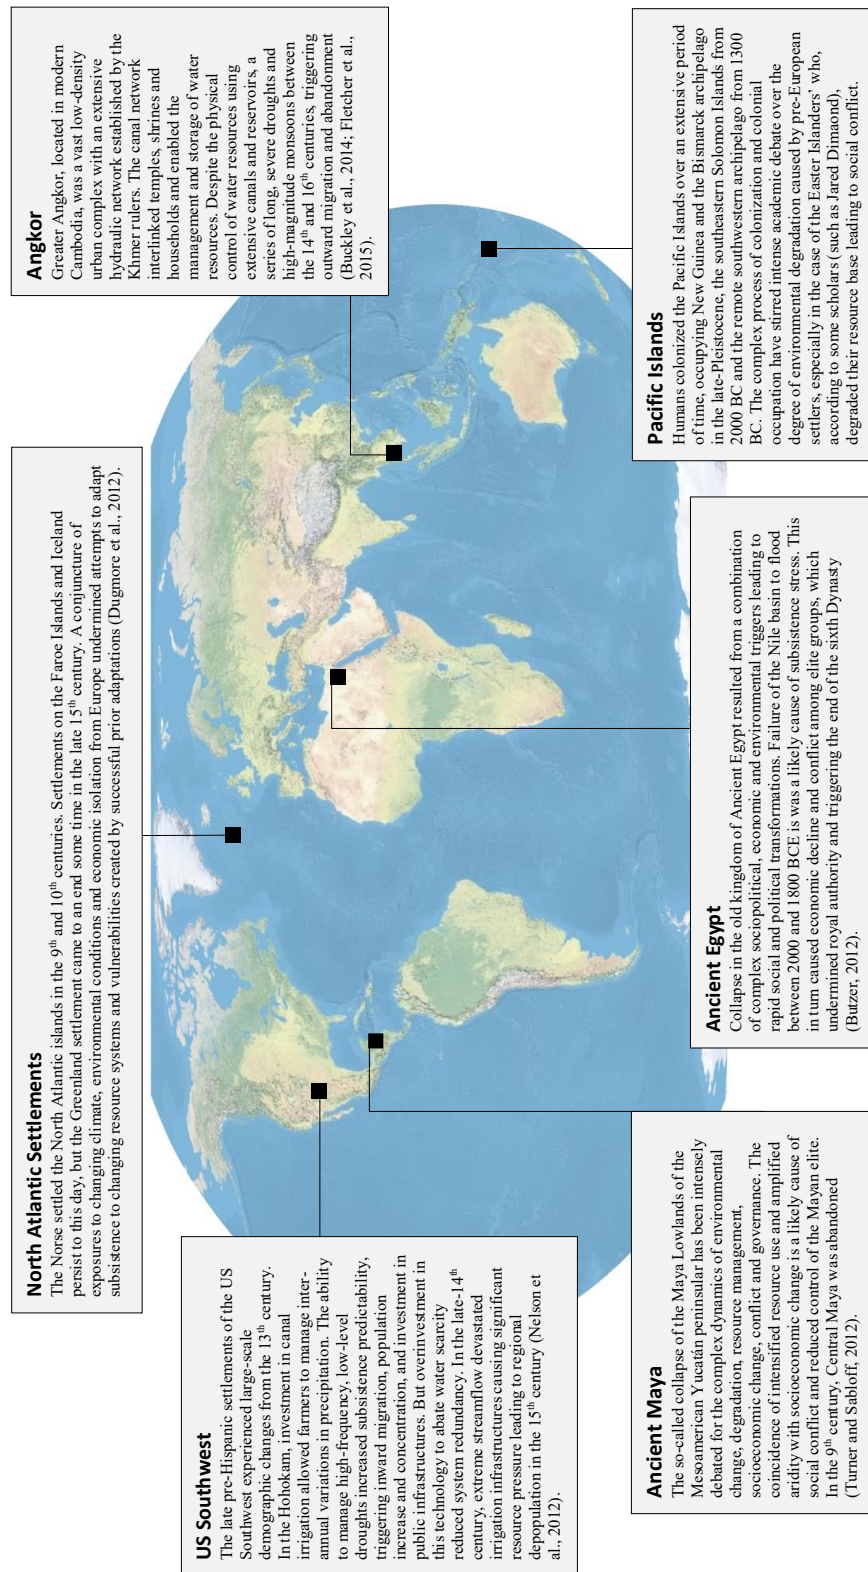 North Atlantic Settlements
The Norse settled the North Atlantic islands in the 9th and 10th centuries. Settlements on the Faroe Islands and Iceland
persist to this day, but the Greenland settlement came to an end some time in the late 15th century. A conjuncture of
exposures to changing climate, environmental conditions and economic isolation from Europe undermined attempts to adapt
subsistence to changing resource systems and vulnerabilities created by successful prior adaptations (Dugmore et al., 2012).
Angkor
Greater Angkor, located in modern
Cambodia, was a vast low-density
urban complex with an extensive
hydraulic network established by the
Khmer rulers. The canal network
interlinked temples, shrines and
households and enabled the
management and storage of water
resources. Despite the physical
control of water resources using
extensive canals and reservoirs, a
series of long, severe droughts and
high-magnitude monsoons between
the 14th and 16th centuries, triggering
outward migration and abandonment
(Buckley et al., 2014; Fletcher et al.,
2015).
US Southwest
The late pre-Hispanic settlements of the US
Southwest experienced large-scale
demographic changes from the 13th century.
In the Hohokam, investment in canal
irrigation allowed farmers to manage inter-
annual variations in precipitation. The ability
to manage high-frequency, low-level
droughts increased subsistence predictability,
triggering inward migration, population
increase and concentration, and investment in
public infrastructures. But overinvestment in
this technology to abate water scarcity
reduced system redundancy. In the late-14th
century, extreme streamflow devastated
irrigation infrastructures causing significant
resource pressure leading to regional
depopulation in the 15th century (Nelson et
al., 2012).
Ancient Maya
The so-called collapse of the Maya Lowlands of the
Mesoamerican Yucatán peninsular has been intensely
debated for the complex dynamics of environmental
change, degradation, resource management,
socioeconomic change, conflict and governance. The
coincidence of intensified resource use and amplified
aridity with socioeconomic change is a likely cause of
social conflict and reduced control of the Mayan elite.
In the 9th century, Central Maya was abandoned
(Turner and Sabloff, 2012).
Ancient Egypt
Collapse in the old kingdom of Ancient Egypt resulted from a combination
of complex sociopolitical, economic and environmental triggers leading to
rapid social and political transformations. Failure of the Nile basin to flood
between 2000 and 1800 BCE is was a likely cause of subsistence stress. This
in turn caused economic decline and conflict among elite groups, which
undermined royal authority and triggering the end of the sixth Dynasty
(Butzer, 2012).
Pacific Islands
Humans colonized the Pacific Islands over an extensive period
of time, occupying New Guinea and the Bismarek archipelago
in the late-Pleistocene, the southeastern Solomon Islands from
2000 BC and the remote southwestern archipelago from 1300
BC. The complex process of colonization and colonial
occupation have stirred intense academic debate over the
degree of environmental degradation caused by pre-European
settlers, especially in the case of the Easter Islanders’ who,
according to some scholars (such as Jared Dimaond),
degraded their resource base leading to social conflict.